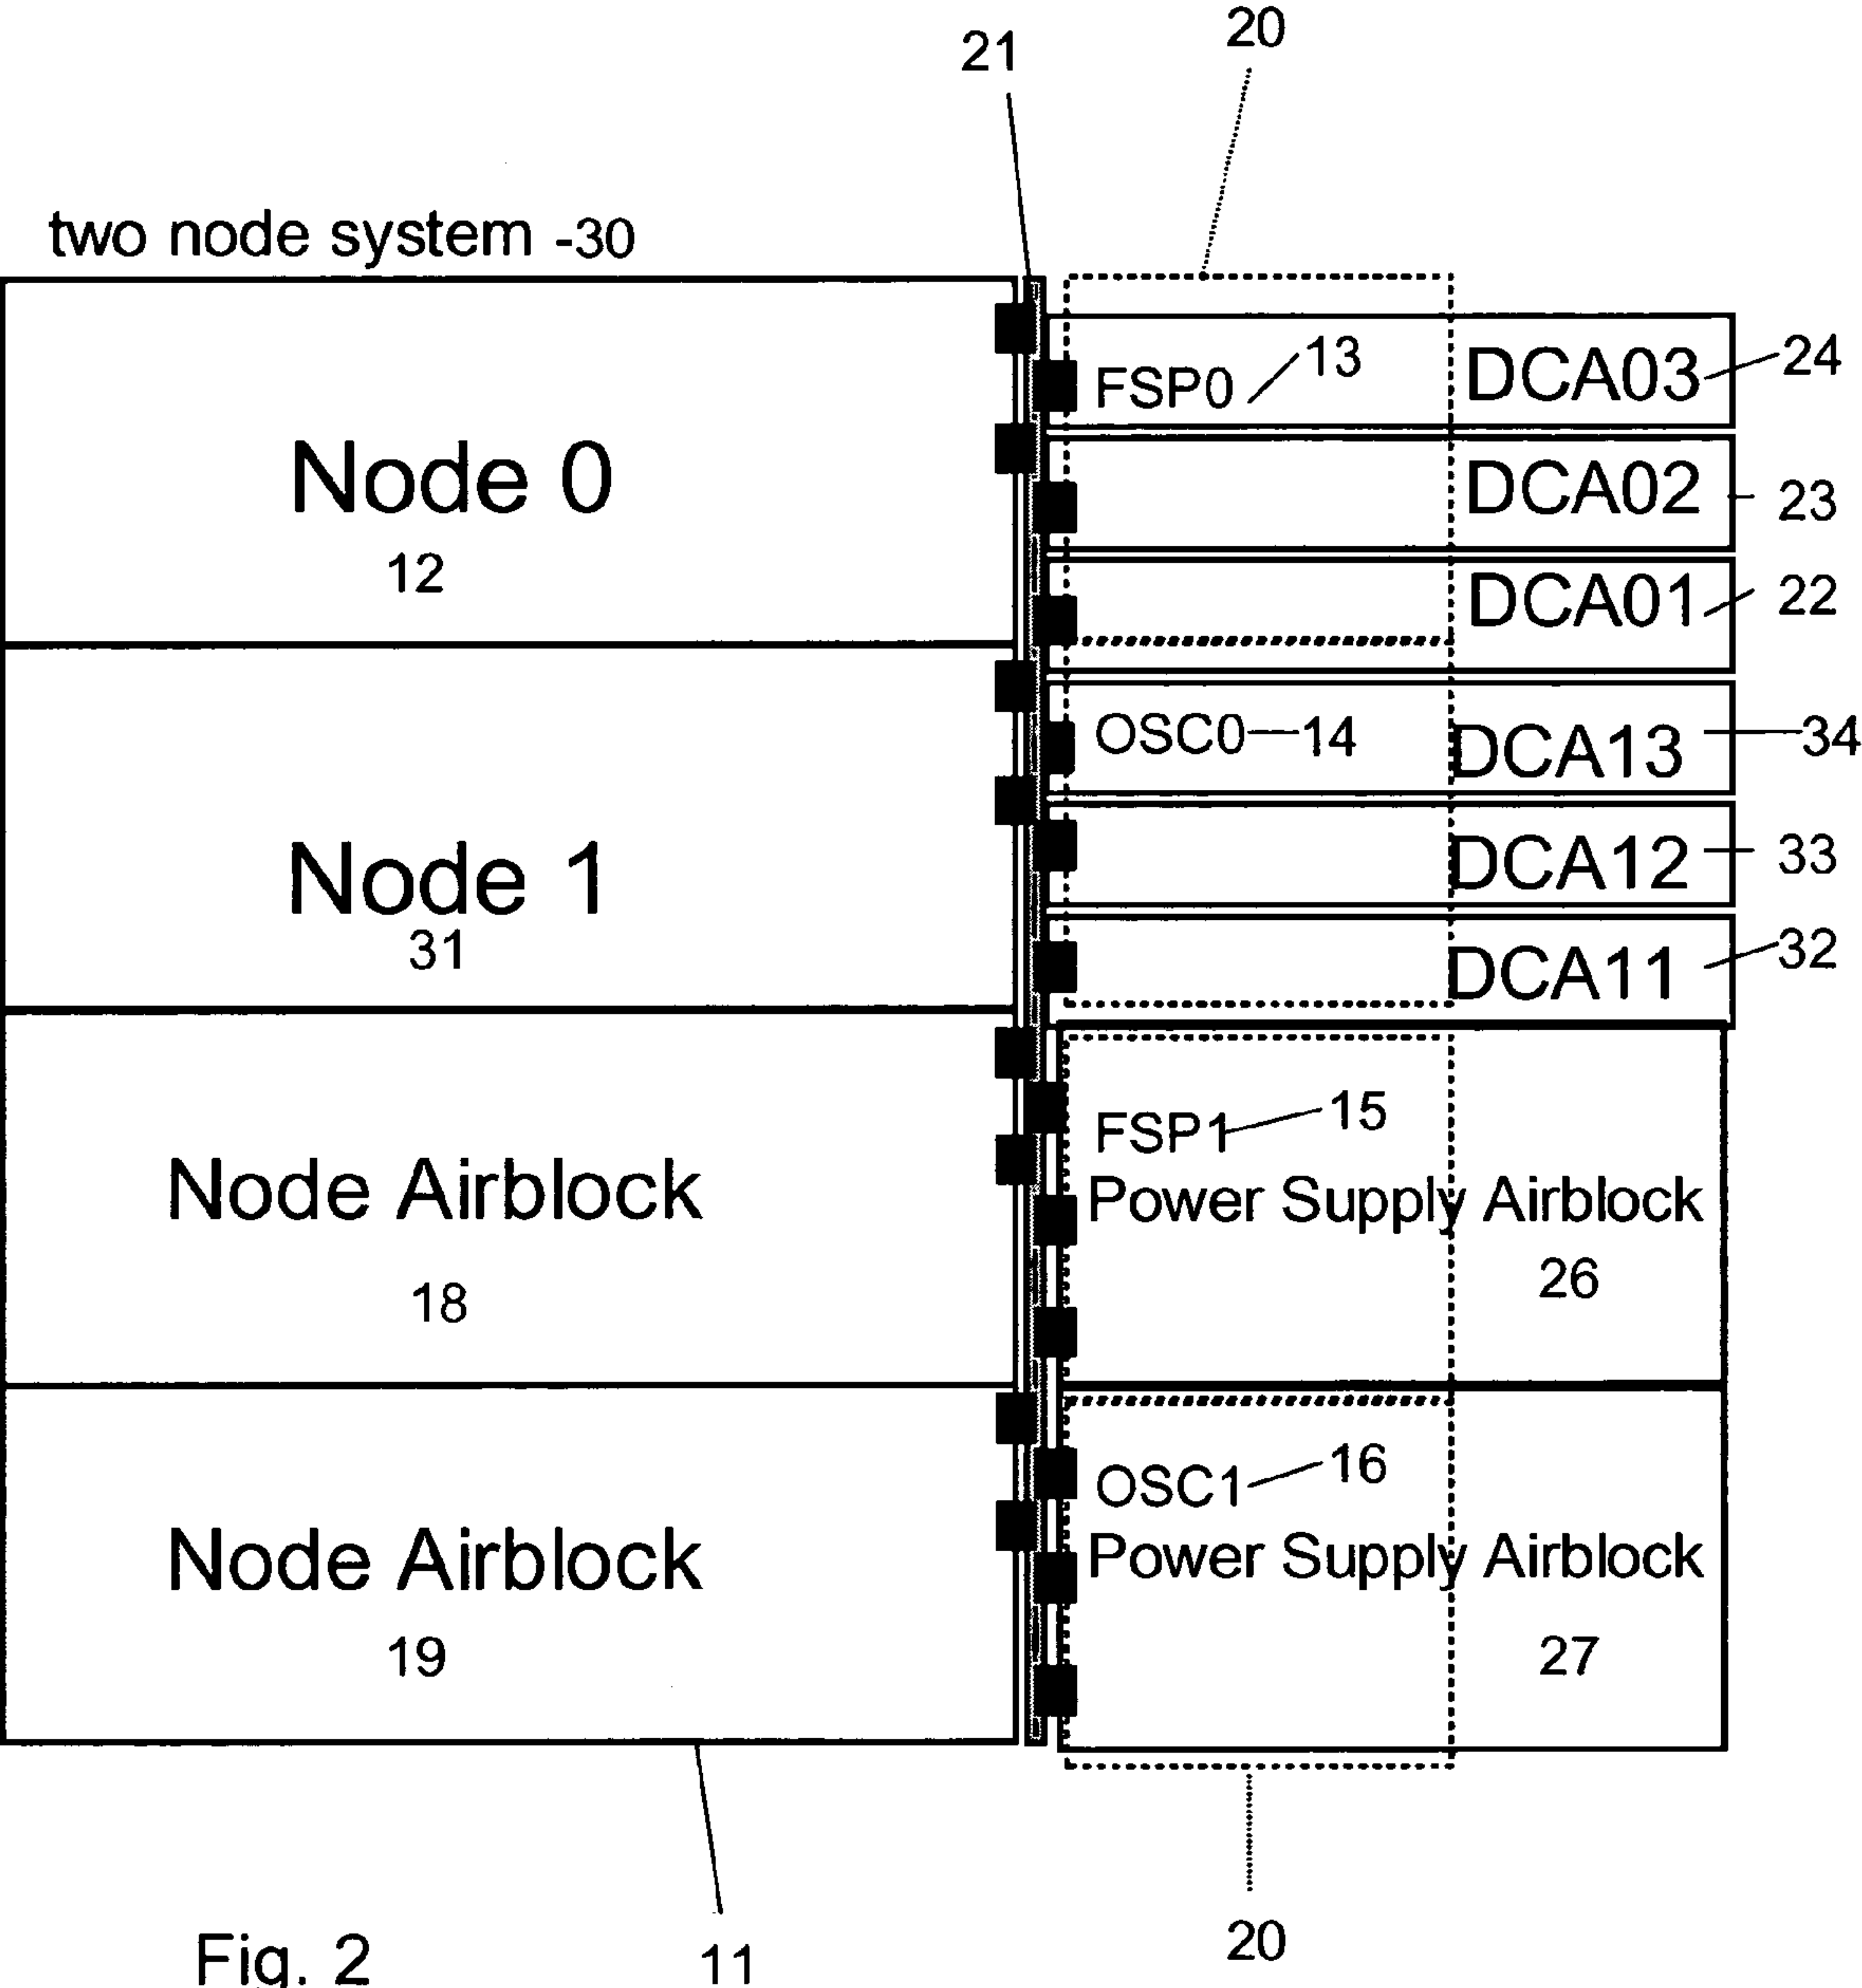 20
21
two node system -30
FSP0 13 DCA03 24
Node 0
12
DCA02 23
DCA01 22
OSC0 14 DCA13 34
Node 1
31
DCA12 33
DCA11 32
Node Airblock
18
FSP1 15
Power Supply Airblock
26
Node Airblock
19
OSC1 16
Power Supply Airblock
27
Fig. 2
11
20